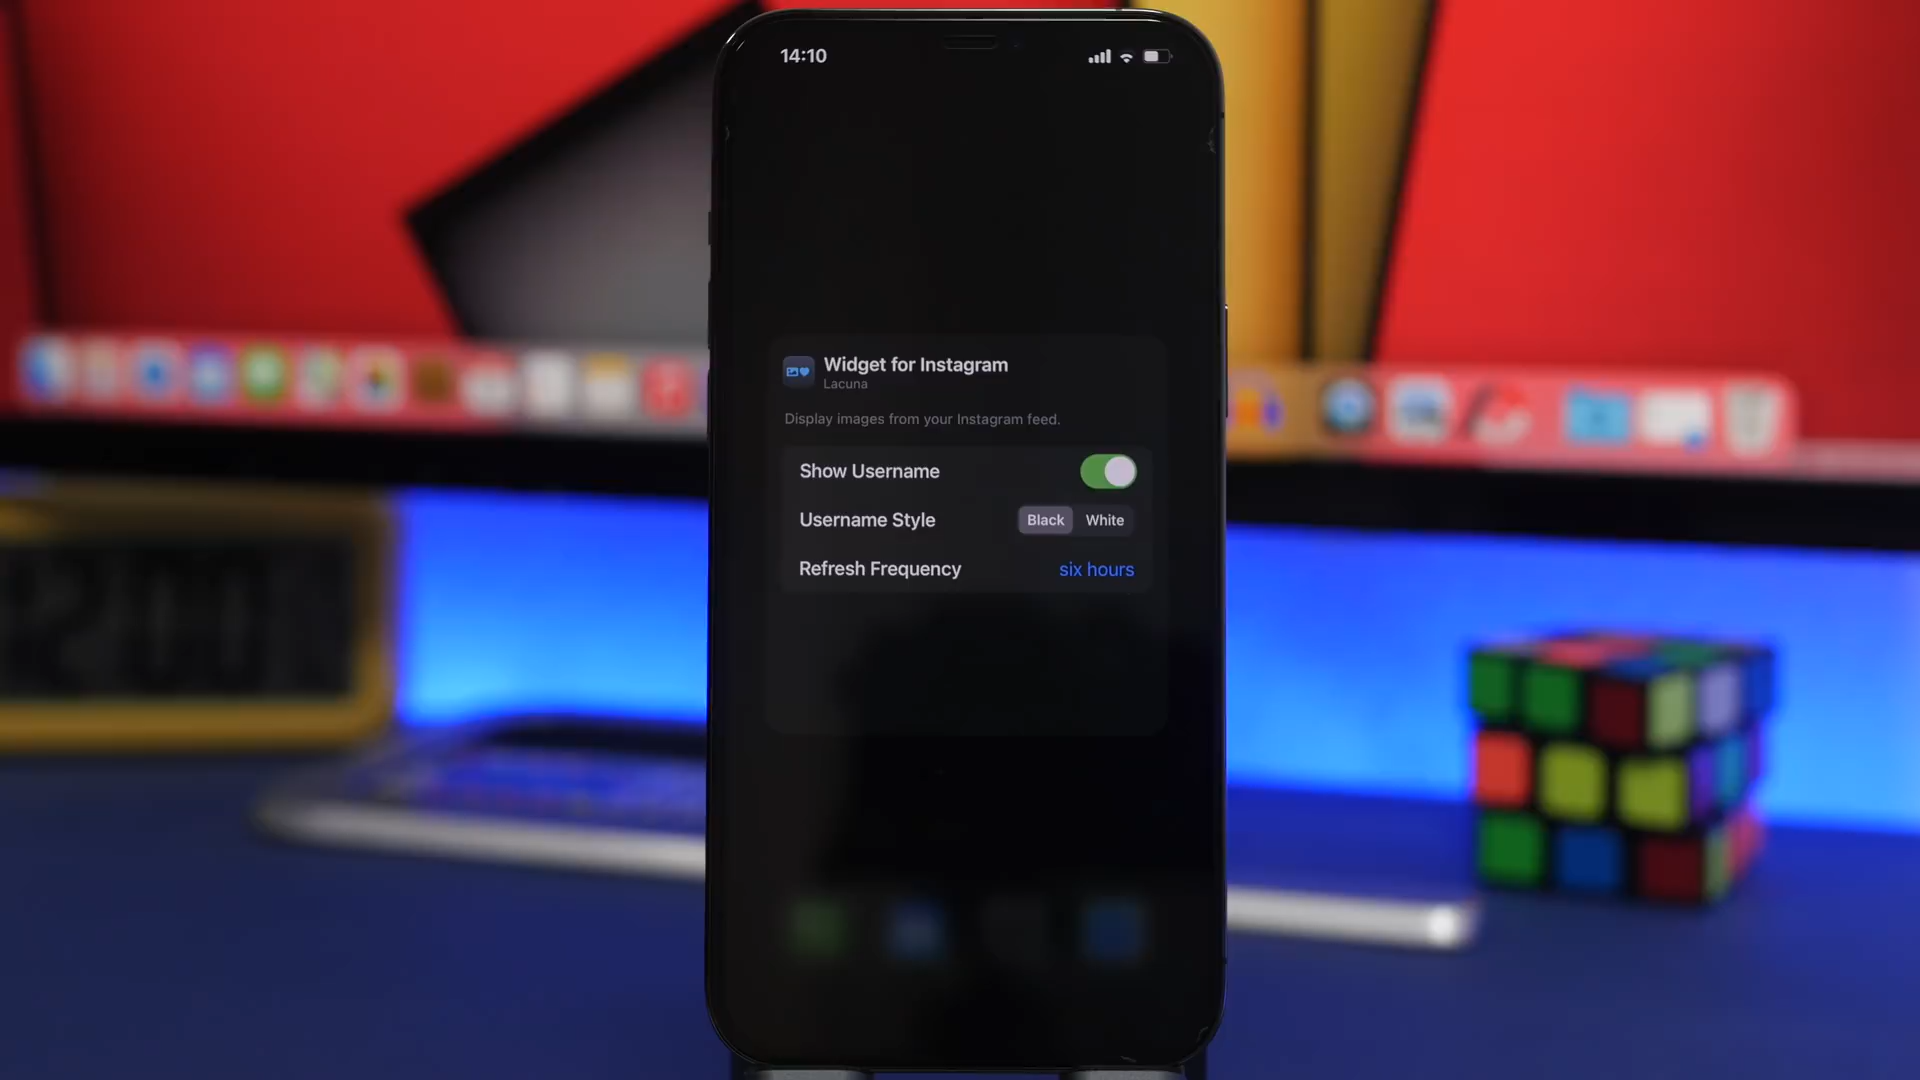 14:10
Widget for Instagram
Lacuna
Display images from your Instagram feed.
Show Username
Username Style
Black White
Refresh Frequency
six hours